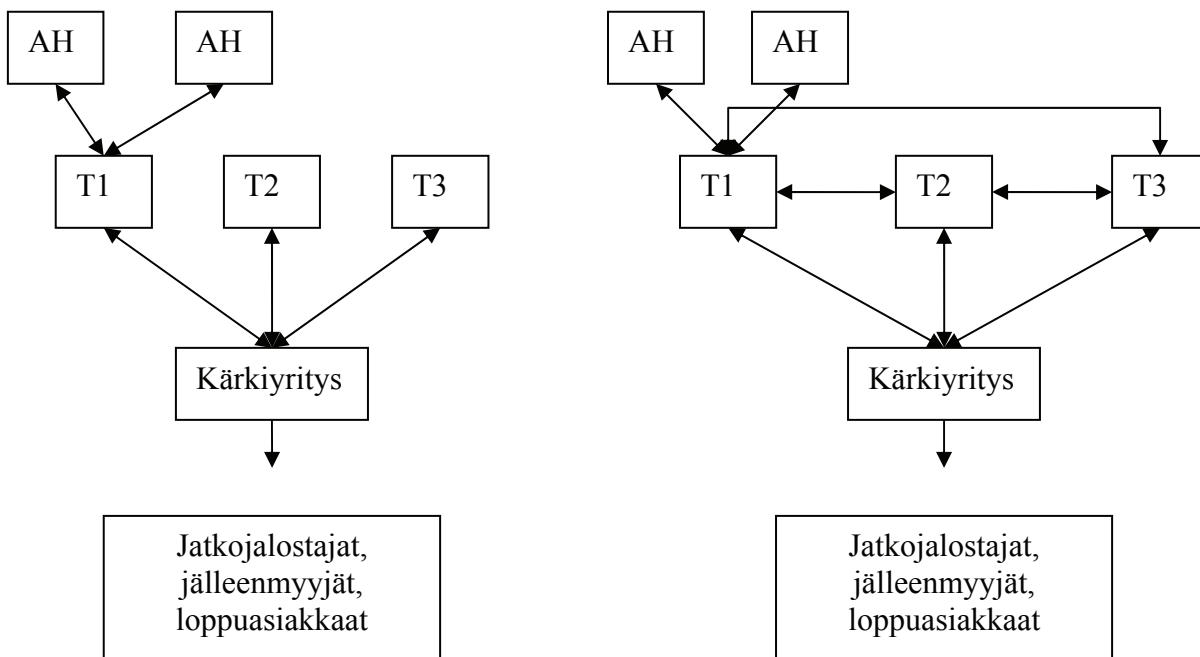 AH
AH
T1
T2
T3
Kärkiyritys
Jatkojalostajat,
jälleenmyyjät,
loppuasiakkaat
AH
AH
T1
T2
T3
Kärkiyritys
Jatkojalostajat,
jälleenmyyjät,
loppuasiakkaat